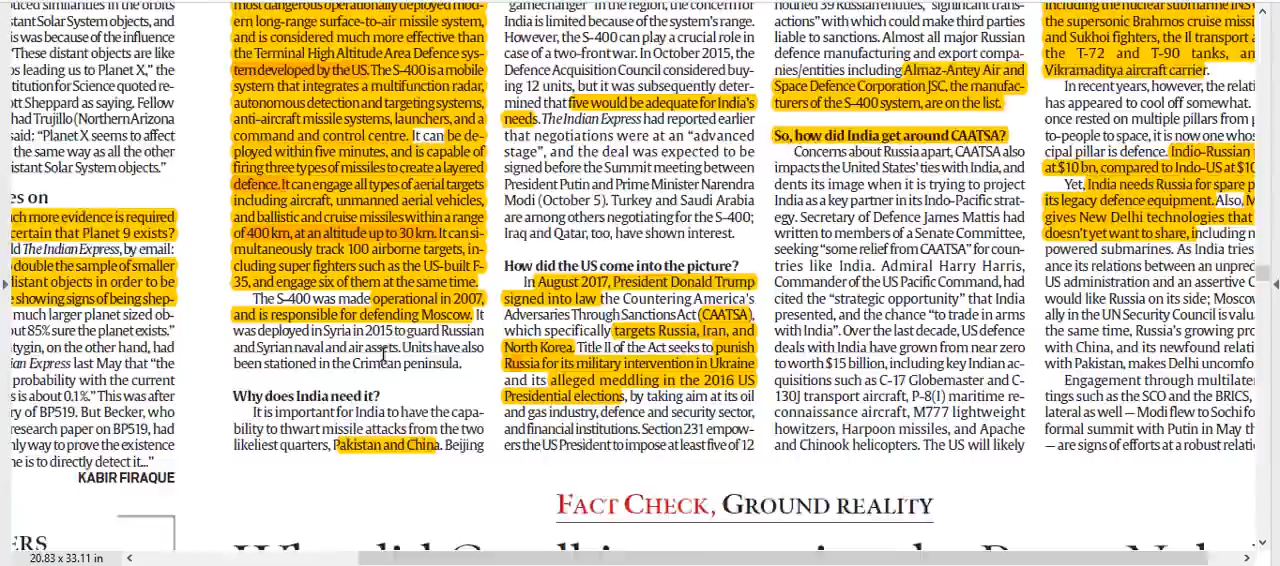 duced similarities in the orbits
stant Solar System objects, and
is was because of the influence
"These distant objects are like
os leading us to Planet X," the
stitution for Science quoted re-
ott Sheppard as saying. Fellow
had Trujillo (Northern Arizona
said: "Planet X seems to affect
the same way as all the other
istant Solar System objects."
es on
ch more evidence is required
certain that Planet 9 exists?
ld The Indian Express, by email:
double the sample of smaller
distant objects in order to be
showing signs of being shep-
much larger planet sized ob-
out 85% sure the planet exists."
tygin, on the other hand, had
ian Express last May that "the
probability with the current
s is about 0.1%." This was after
ry of BP519. But Becker, who
research paper on BP519, had
nly way to prove the existence
ne is to directly detect it..."
KABIR FIRAQUE
ERS
most dangerous operationally deployed mod-
ern long-range surface-to-air missile system,
and is considered much more effective than
the Terminal High Altitude Area Defence sys-
tem developed by the US. The S-400 is a mobile
system that integrates a multifunction radar,
autonomous detection and targeting systems,
anti-aircraft missile systems, launchers, and a
command and control centre. It can be de-
ployed within five minutes, and is capable of
firing three types of missiles to create a layered
defence. It can engage all types of aerial targets
including aircraft, unmanned aerial vehicles,
and ballistic and cruise missiles within a range
of 400 km, at an altitude up to 30 km. It can si-
multaneously track 100 airborne targets, in-
cluding super fighters such as the US-built F-
35, and engage six of them at the same time.
The S-400 was made operational in 2007,
and is responsible for defending Moscow. It
was deployed in Syria in 2015 to guard Russian
and Syrian naval and air assets. Units have also
been stationed in the Crimean peninsula.
Why does India need it?
It is important for India to have the capa-
bility to thwart missile attacks from the two
likeliest quarters, Pakistan and China. Beijing
"gamechanger" in the region, the concern for
India is limited because of the system's range.
However, the S-400 can play a crucial role in
case of a two-front war. In October 2015, the
Defence Acquisition Council considered buy-
ing 12 units, but it was subsequently deter-
mined that five would be adequate for India's
needs. The Indian Express had reported earlier
that negotiations were at an "advanced
stage", and the deal was expected to be
signed before the Summit meeting between
President Putin and Prime Minister Narendra
Modi (October 5). Turkey and Saudi Arabia
are among others negotiating for the S-400;
Iraq and Qatar, too, have shown interest.
How did the US come into the picture?
In August 2017, President Donald Trump
signed into law the Countering America's
Adversaries Through Sanctions Act (CAATSA),
which specifically targets Russia, Iran, and
North Korea. Title II of the Act seeks to punish
Russia for its military intervention in Ukraine
and its alleged meddling in the 2016 US
Presidential elections, by taking aim at its oil
and gas industry, defence and security sector,
and financial institutions. Section 231 empow-
ers the US President to impose at least five of 12
notified 39 Russian entities, "significant trans-
actions" with which could make third parties
liable to sanctions. Almost all major Russian
defence manufacturing and export compa-
nies/entities including Almaz-Antey Air and
Space Defence Corporation JSC, the manufac-
turers of the S-400 system, are on the list.
So, how did India get around CAATSA?
Concerns about Russia apart, CAATSA also
impacts the United States' ties with India, and
dents its image when it is trying to project
India as a key partner in its Indo-Pacific strat-
egy. Secretary of Defence James Mattis had
written to members of a Senate Committee,
seeking "some relief from CAATSA" for coun-
tries like India. Admiral Harry Harris,
Commander of the US Pacific Command, had
cited the "strategic opportunity" that India
presented, and the chance "to trade in arms
with India". Over the last decade, US defence
deals with India have grown from near zero
to worth $15 billion, including key Indian ac-
quisitions such as C-17 Globemaster and C-
130J transport aircraft, P-8(I) maritime re-
connaissance aircraft, M777 lightweight
howitzers, Harpoon missiles, and Apache
and Chinook helicopters. The US will likely
including the nuclear submarine INS
the supersonic Brahmos cruise miss
and Sukhoi fighters, the Il transport a
the T-72 and T-90 tanks, an
Vikramaditya aircraft carrier.
In recent years, however, the relati
has appeared to cool off somewhat.
once rested on multiple pillars from p
to-people to space, it is now one whos
cipal pillar is defence. Indio-Russian
at $10 bn, compared to Indo-US at $10
Yet, India needs Russia for spare p
its legacy defence equipment. Also, M
gives New Delhi technologies that
doesn't yet want to share, including n
powered submarines. As India tries
ance its relations between an unpred
US administration and an assertive C
would like Russia on its side; Moscow
ally in the UN Security Council is valua
the same time, Russia's growing pro
with China, and its newfound relati
with Pakistan, makes Delhi uncomfo
Engagement through multilate
tings such as the SCO and the BRICS,
lateral as well — Modi flew to Sochi fo
formal summit with Putin in May th
— are signs of efforts at a robust relatio
FACT CHECK, GROUND REALITY
20.83 x 33.11 in